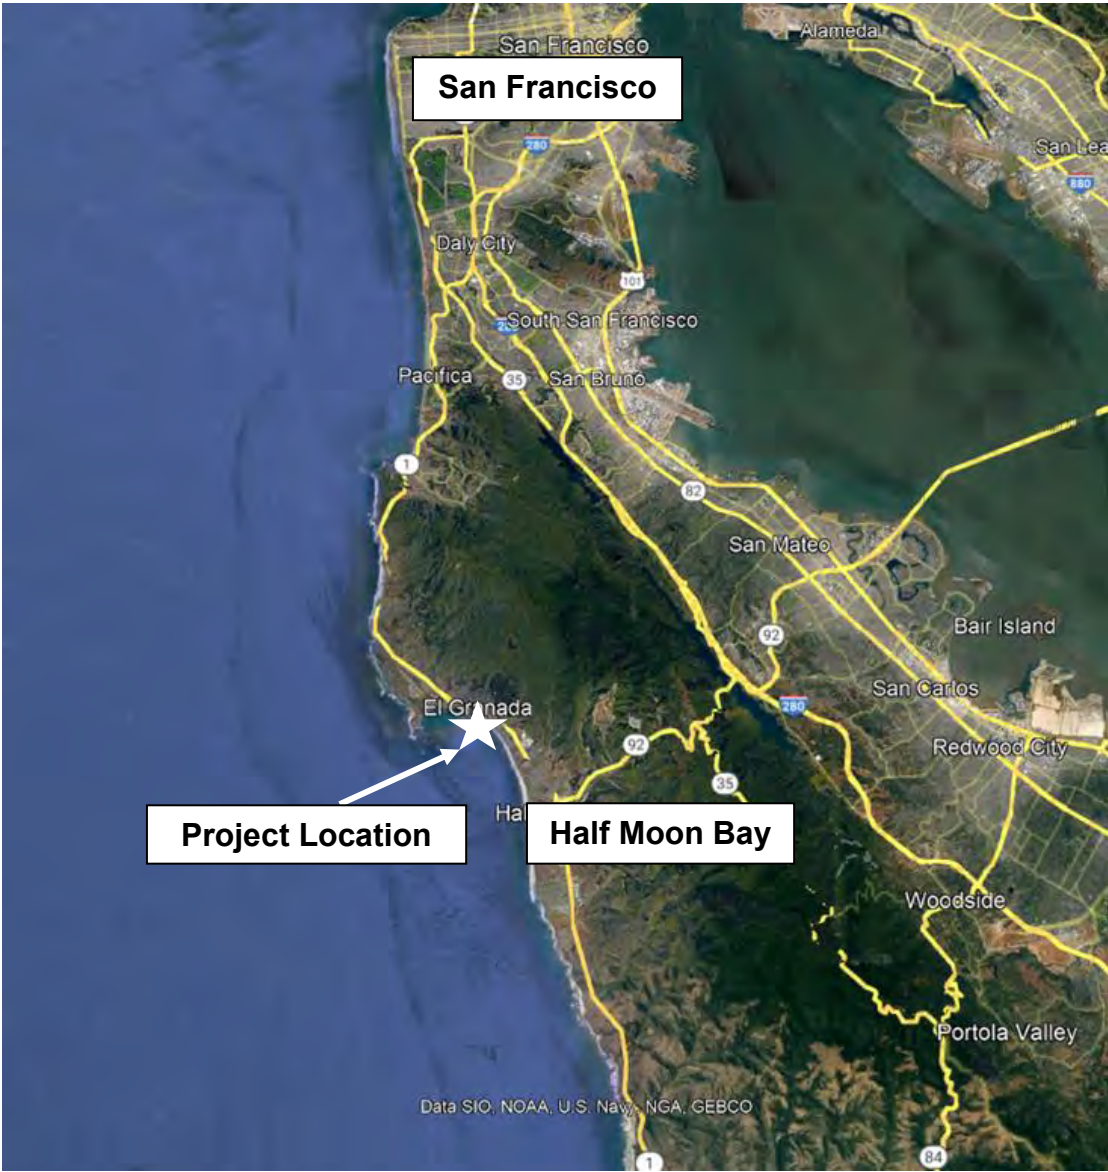 San Francisco
Alameda
San Francisco
280
San Lea
880
Daly City
101
South San Francisco
28
Pacifica
35
San Bruno
1
82
San Mateo
92
Bair Island
San Carlos
El Granada
280
92
Redwood City
35
Ha
Project Location
Half Moon Bay
Woodside
Portola Valley
Data SIO, NOAA, U.S. Navy, NGA, GEBCO
84
1